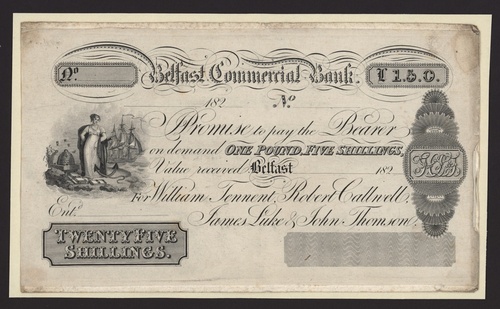 No.
Belfast Commercial Bank.
£1.5.0.
182 No
I Promise to pay the Bearer
on demand ONE POUND, FIVE SHILLINGS,
Value received Belfast 182
For William Tennent, Robert Callwell,
James Luke & John Thomson.
Ent.
TWENTY FIVE
SHILLINGS.